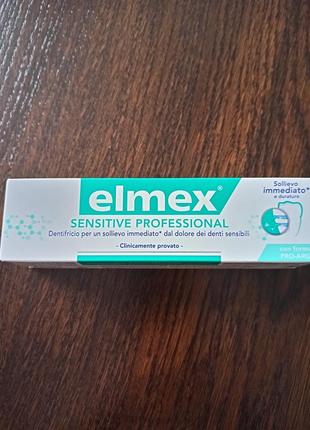 elmex®
SENSITIVE PROFESSIONAL
Dentifricio per un sollievo immediato* dal dolore dei denti sensibili
- Clinicamente provato -
Sollievo
immediato*
e duraturo
con formu
PRO-ARG